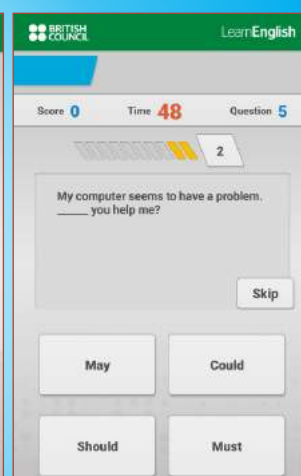 BRITISH
COUNCIL
LearnEnglish
Score 0 Time 48 Question 5
2
My computer seems to have a problem.
_____ you help me?
Skip
May Could
Should Must